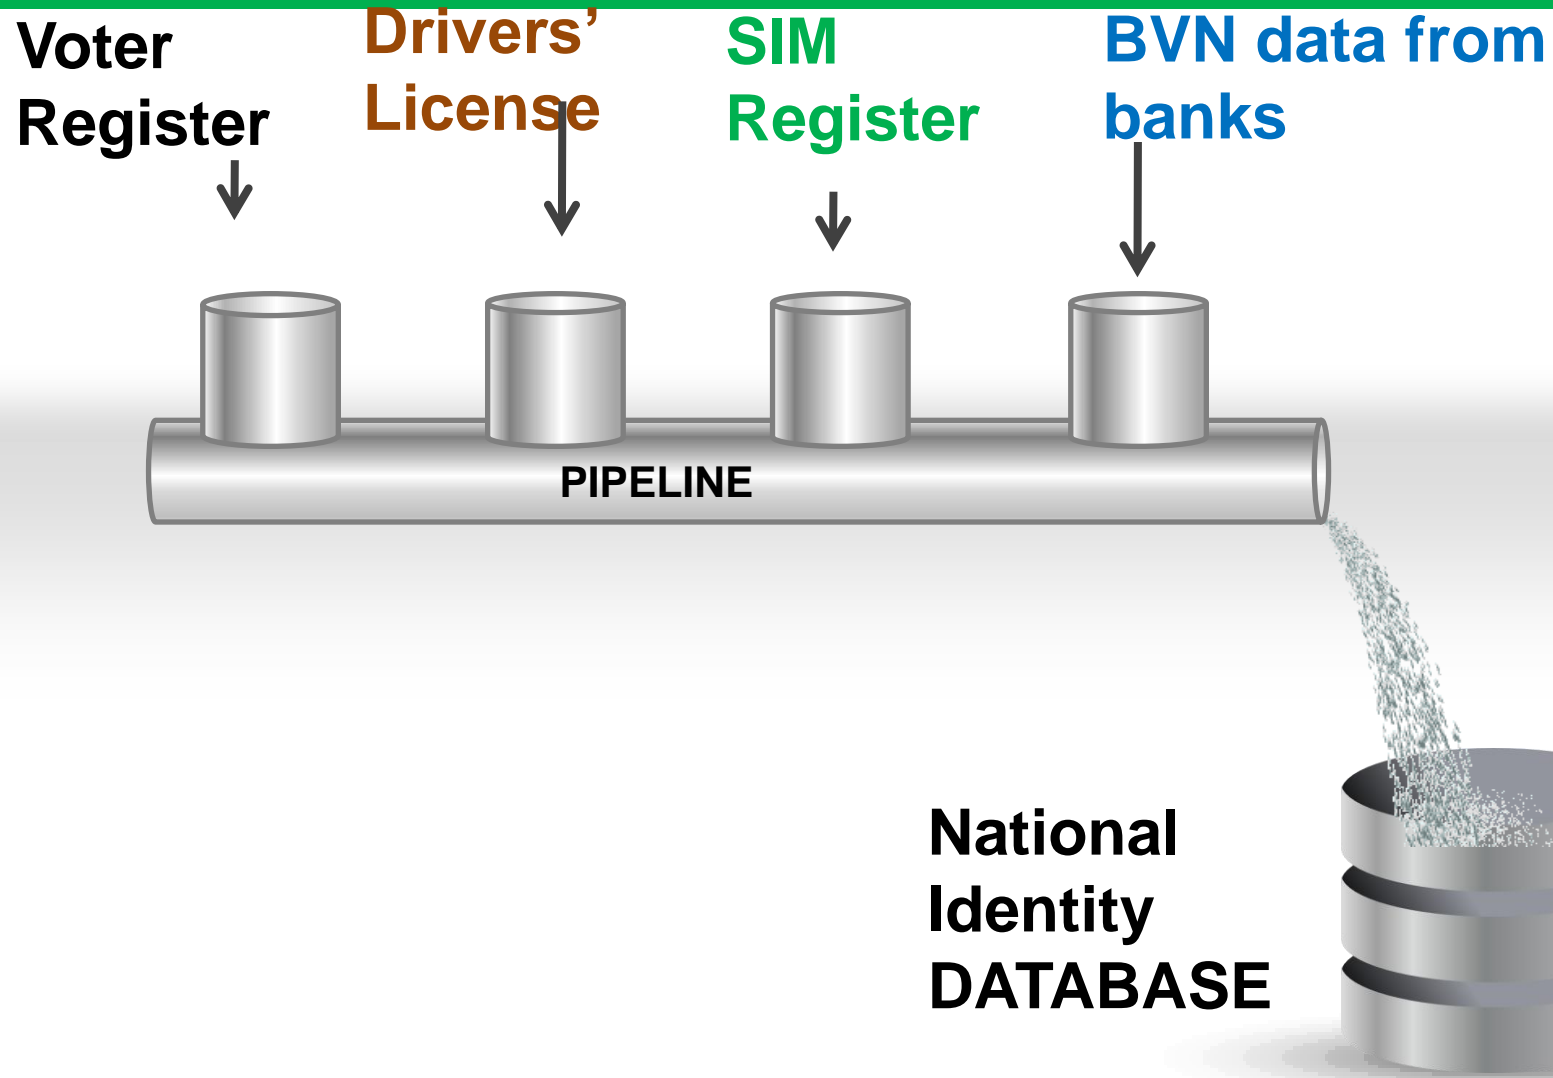 Voter
Register
Drivers’
License
SIM
Register
BVN data from
banks
PIPELINE
National
Identity
DATABASE